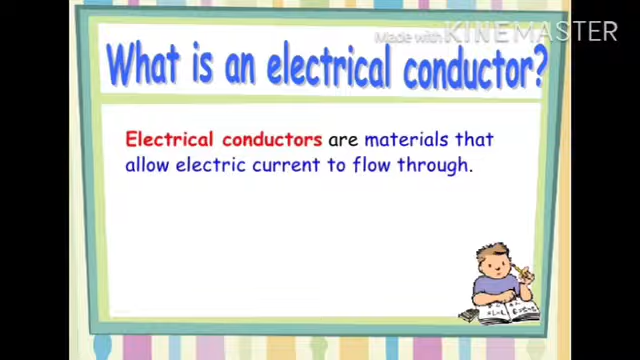 Made with KINEMASTER
What is an electrical conductor?
Electrical conductors are materials that
allow electric current to flow through.